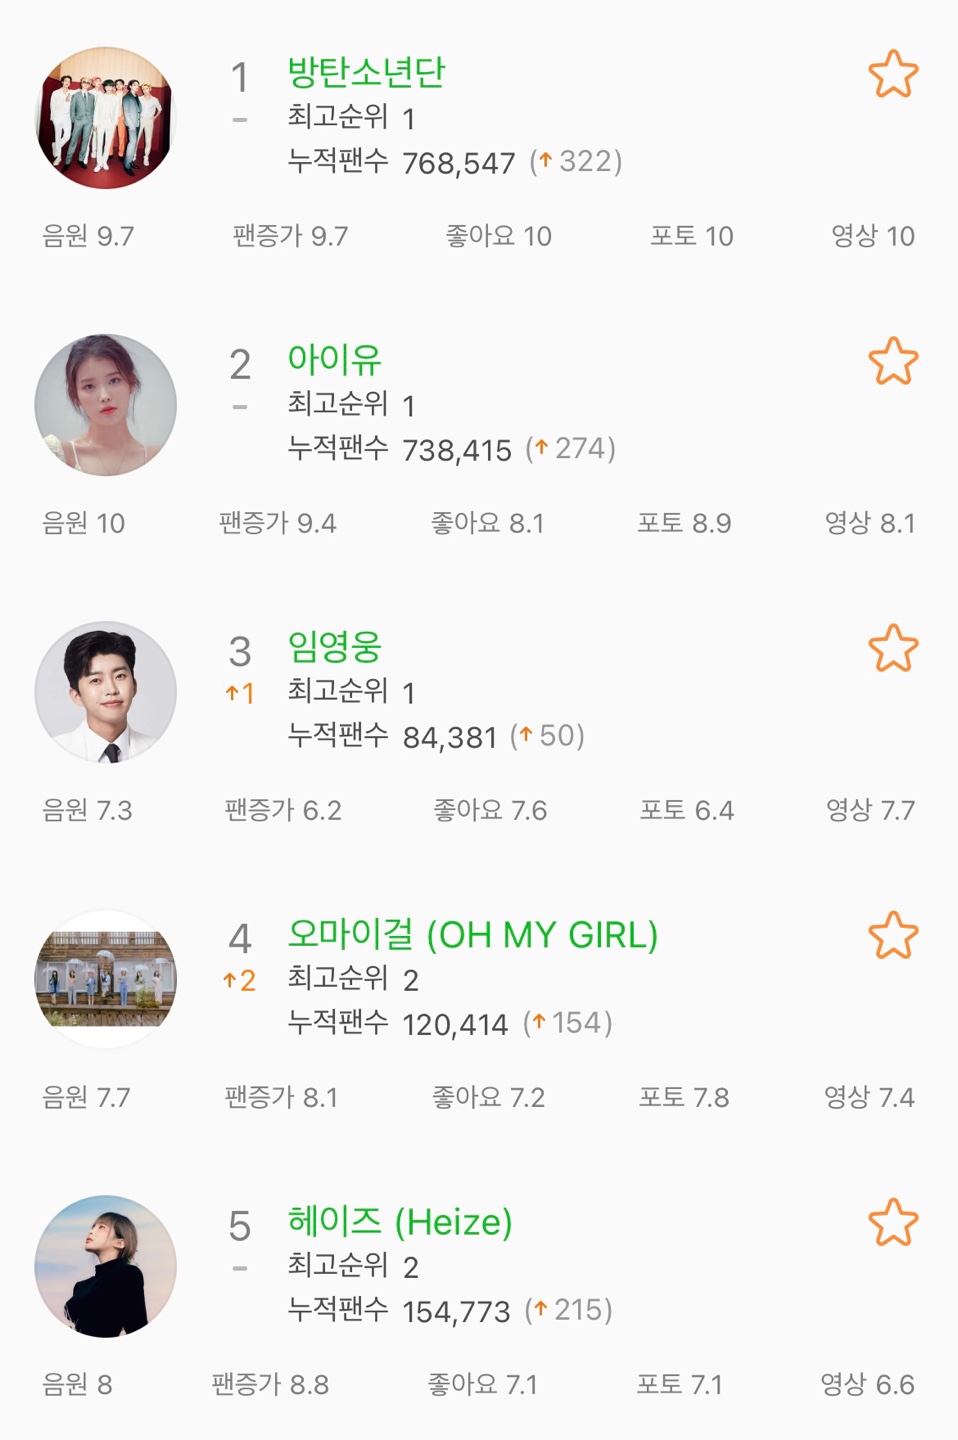 1 방탄소년단
- 최고순위 1
누적팬수 768,547 (↑322)
음원 9.7 팬증가 9.7 좋아요 10 포토 10 영상 10
2 아이유
- 최고순위 1
누적팬수 738,415 (↑274)
음원 10 팬증가 9.4 좋아요 8.1 포토 8.9 영상 8.1
3 임영웅
↑1 최고순위 1
누적팬수 84,381 (↑50)
음원 7.3 팬증가 6.2 좋아요 7.6 포토 6.4 영상 7.7
4 오마이걸 (OH MY GIRL)
↑2 최고순위 2
누적팬수 120,414 (↑154)
음원 7.7 팬증가 8.1 좋아요 7.2 포토 7.8 영상 7.4
5 헤이즈 (Heize)
- 최고순위 2
누적팬수 154,773 (↑215)
음원 8 팬증가 8.8 좋아요 7.1 포토 7.1 영상 6.6